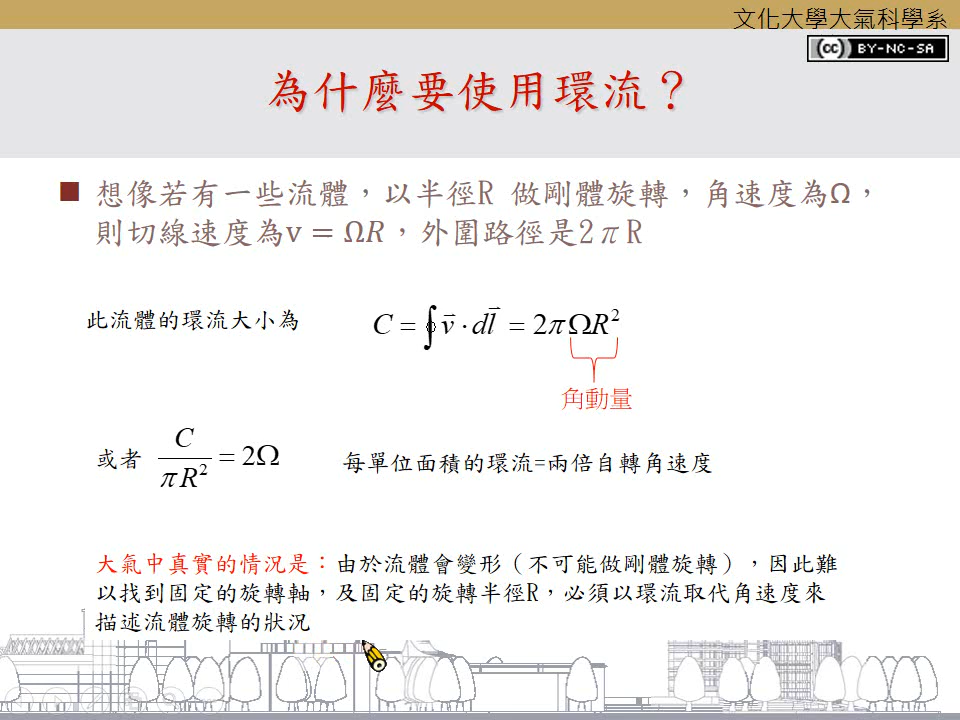 文化大學大氣科學系
(cc) BY-NC-SA
為什麼要使用環流？
想像若有一些流體，以半徑R 做剛體旋轉，角速度為Ω，
則切線速度為v = ΩR，外圍路徑是2πR
此流體的環流大小為 C = ∮ v⃗ · dl⃗ = 2πΩR²
角動量
或者 C / πR² = 2Ω 每單位面積的環流=兩倍自轉角速度
大氣中真實的情況是：由於流體會變形（不可能做剛體旋轉），因此難
以找到固定的旋轉軸，及固定的旋轉半徑R，必須以環流取代角速度來
描述流體旋轉的狀況